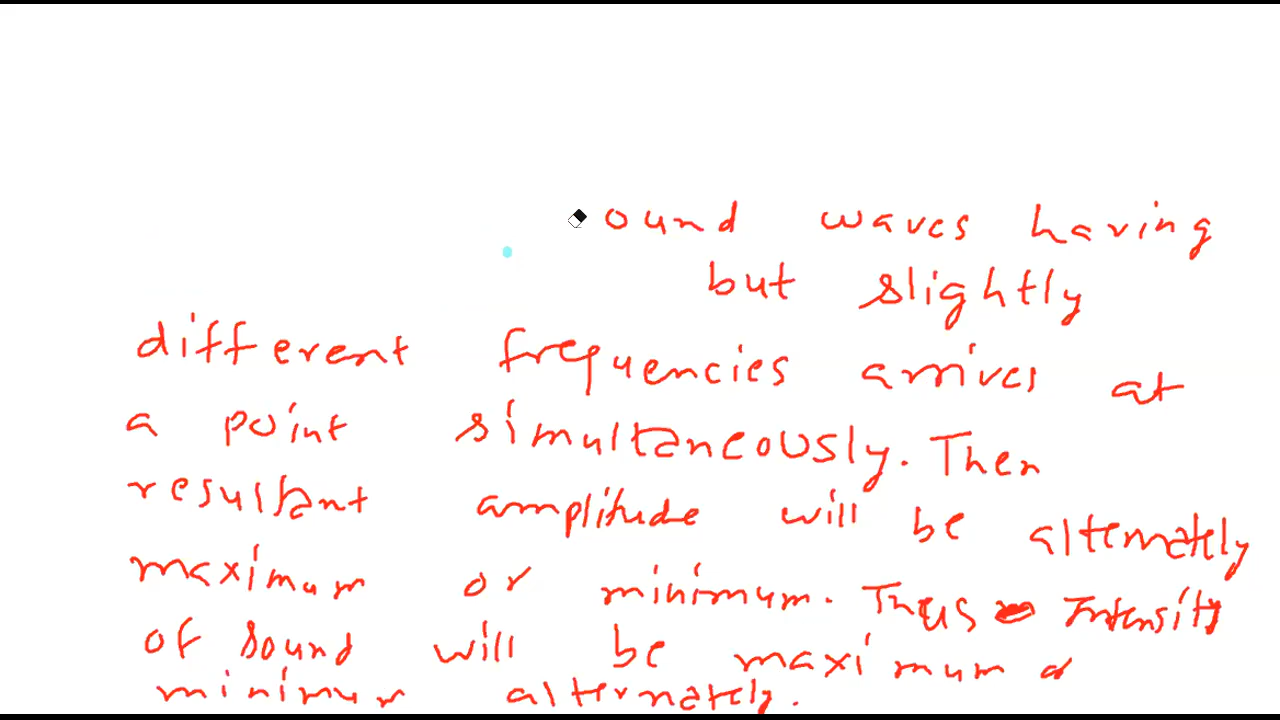 ound waves having
but slightly
different frequencies arrives at
a point simultaneously. Then
resultant amplitude will be alternately
maximum or minimum. Thus Intensity
of sound will be maximum or
minimum alternately.